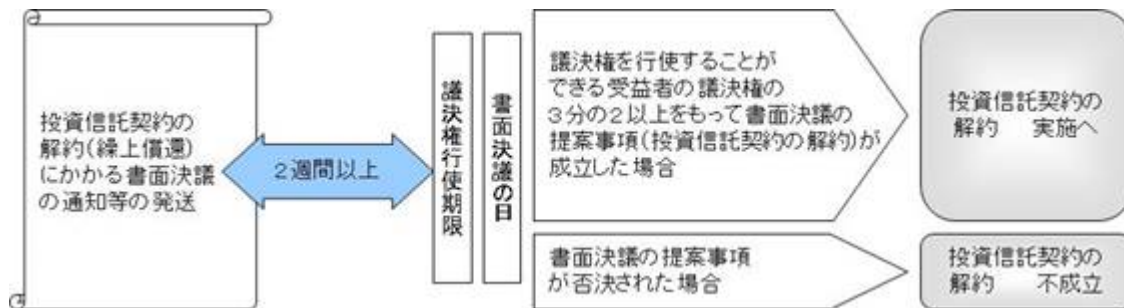 投資信託契約の
解約(繰上償還)
にかかる書面決議
の通知等の発送
2週間以上
議決権行使期限
書面決議の日
議決権を行使することが
できる受益者の議決権の
3分の2以上をもって書面決議の
提案事項(投資信託契約の解約)が
成立した場合
投資信託契約の
解約 実施へ
書面決議の提案事項
が否決された場合
投資信託契約の
解約 不成立